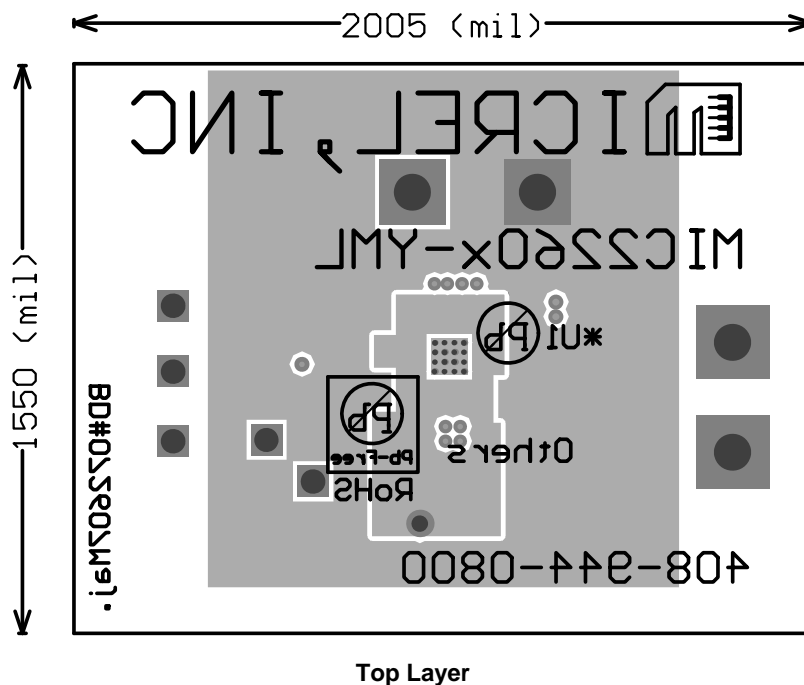 2005 (mil)
1550 (mil)
MICREL, INC
MIC2260x-YML
*U1
Pb
Pb
Pb-Free
RoHS
Others
BD#072607Maj.
408-944-0800
Top Layer